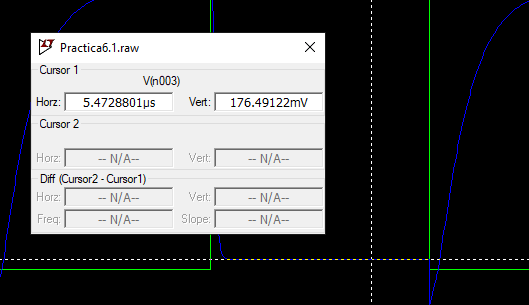 Practica6.1.raw
Cursor 1
V(n003)
Horz: 5.4728801µs Vert: 176.49122mV
Cursor 2
Horz: -- N/A-- Vert: -- N/A--
Diff (Cursor2 - Cursor1)
Horz: -- N/A-- Vert: -- N/A--
Freq: -- N/A-- Slope: -- N/A--